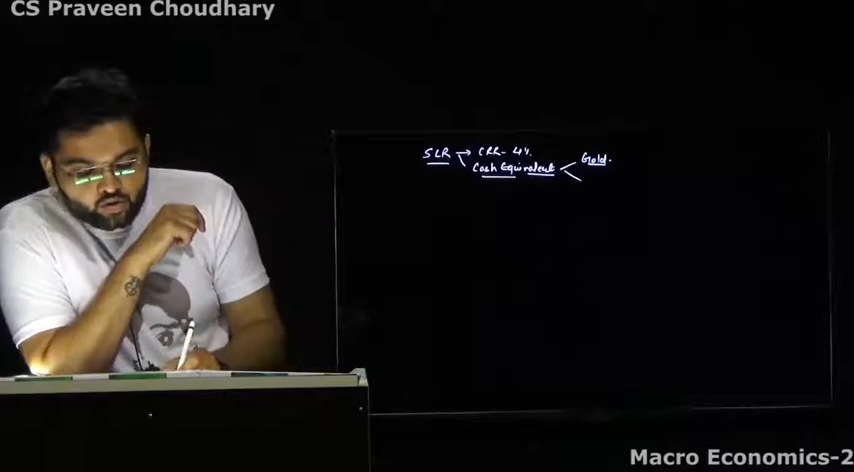 CS Praveen Choudhary
SLR → CRR - 4%
Cash Equivalent
Gold.
Macro Economics-2